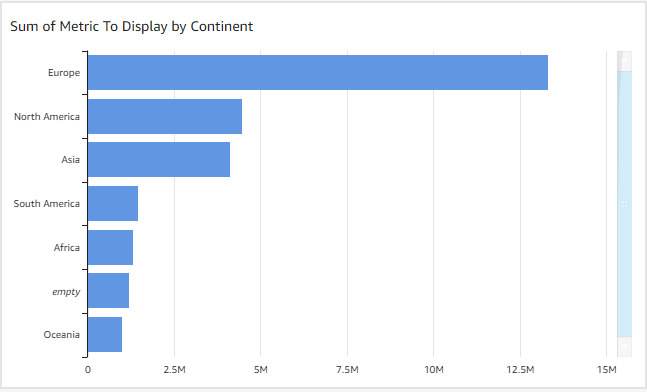 Sum of Metric To Display by Continent
Europe
North America
Asia
South America
Africa
empty
Oceania
0 2.5M 5M 7.5M 10M 12.5M 15M